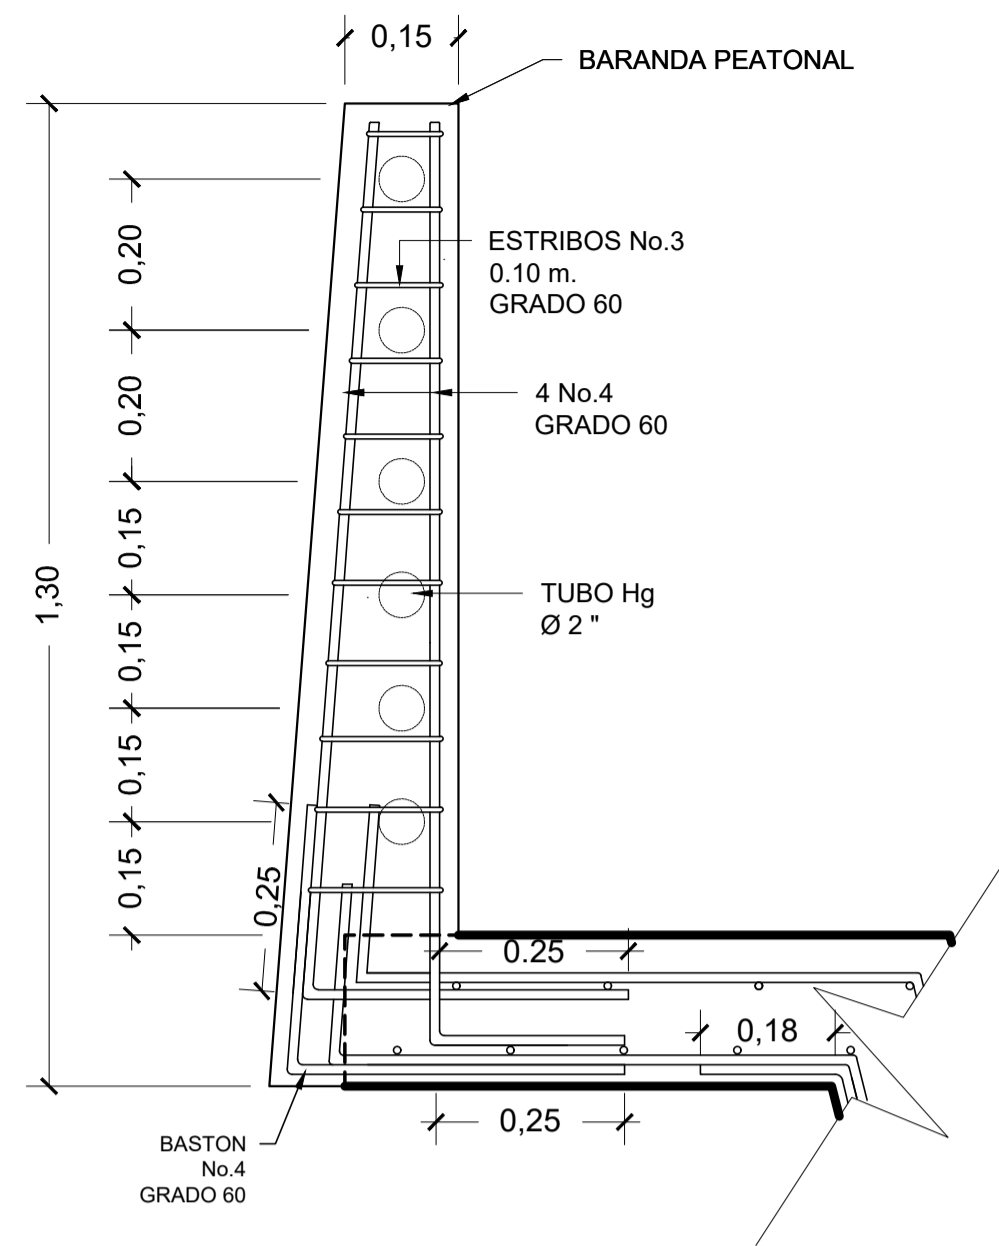 0,15
BARANDA PEATONAL
0,20
ESTRIBOS No.3
0.10 m.
GRADO 60
0,20
4 No.4
GRADO 60
0,15
1,30
TUBO Hg
Ø 2 "
0,15
0,15
0,15
0,25
0.25
0,18
0,25
BASTON
No.4
GRADO 60